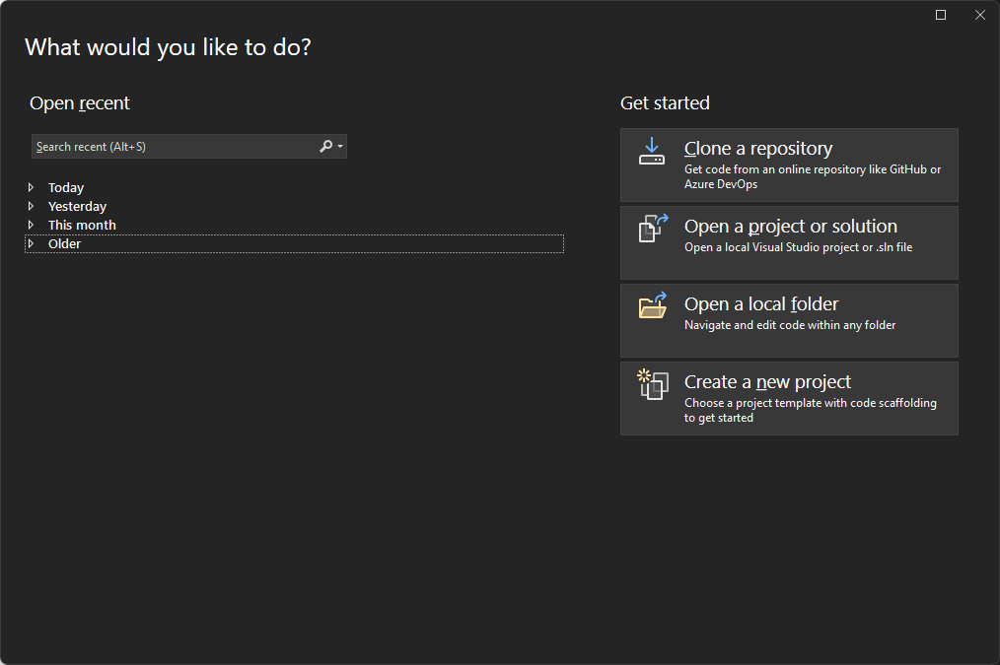 What would you like to do?
Open recent
Search recent (Alt+S)
Today
Yesterday
This month
Older
Get started
Clone a repository
Get code from an online repository like GitHub or
Azure DevOps
Open a project or solution
Open a local Visual Studio project or .sln file
Open a local folder
Navigate and edit code within any folder
Create a new project
Choose a project template with code scaffolding
to get started